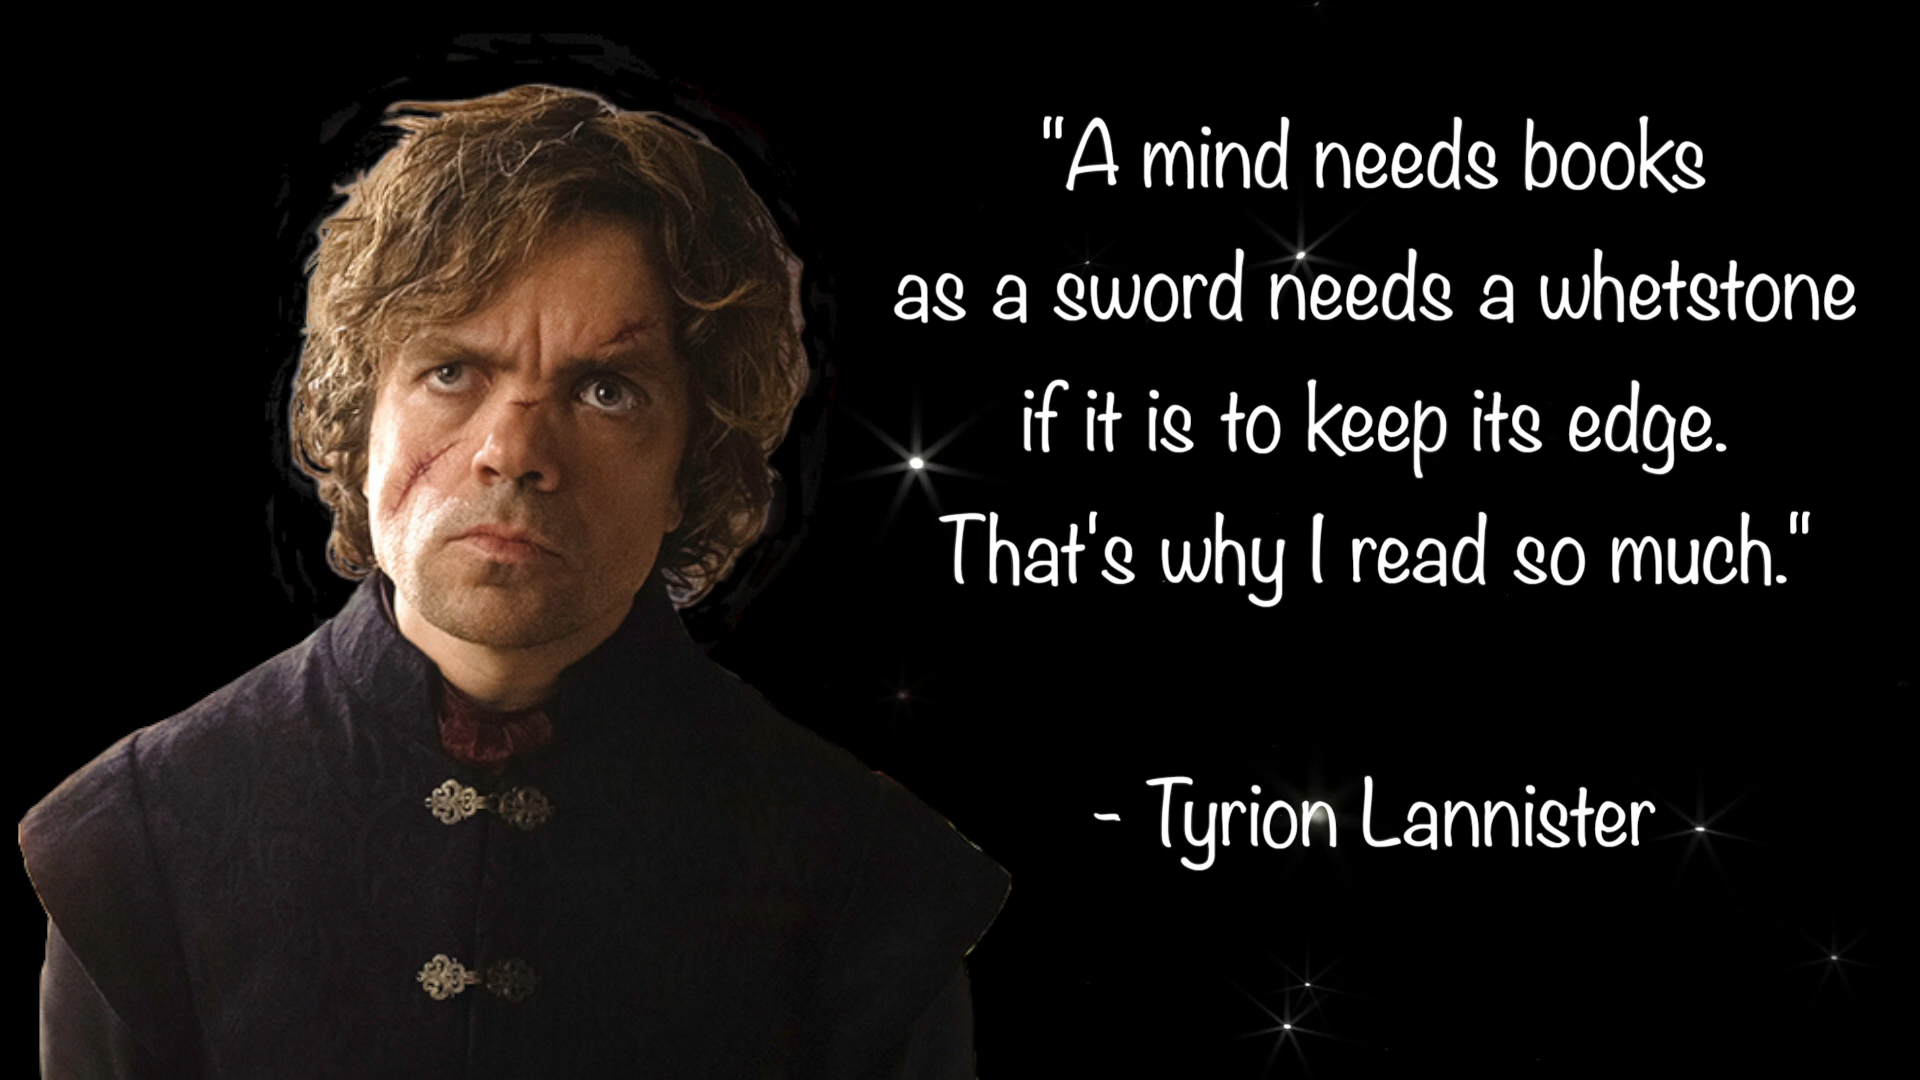 "A mind needs books
as a sword needs a whetstone
if it is to keep its edge.
That's why I read so much."
- Tyrion Lannister